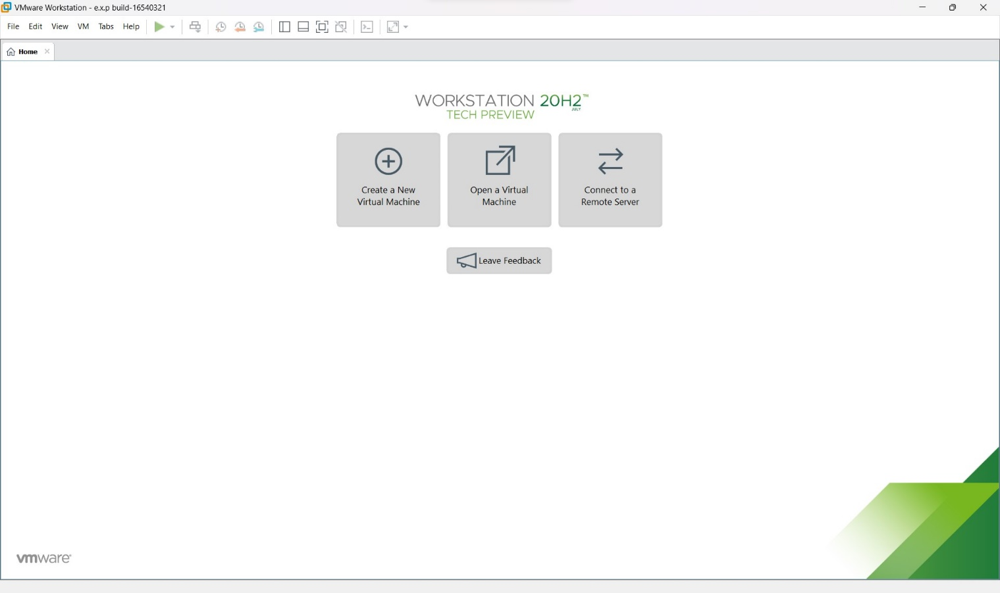 VMware Workstation - e.x.p build-16540321
File Edit View VM Tabs Help
Home
WORKSTATION 20H2™
JULY
TECH PREVIEW
Create a New
Virtual Machine
Open a Virtual
Machine
Connect to a
Remote Server
Leave Feedback
vmware®